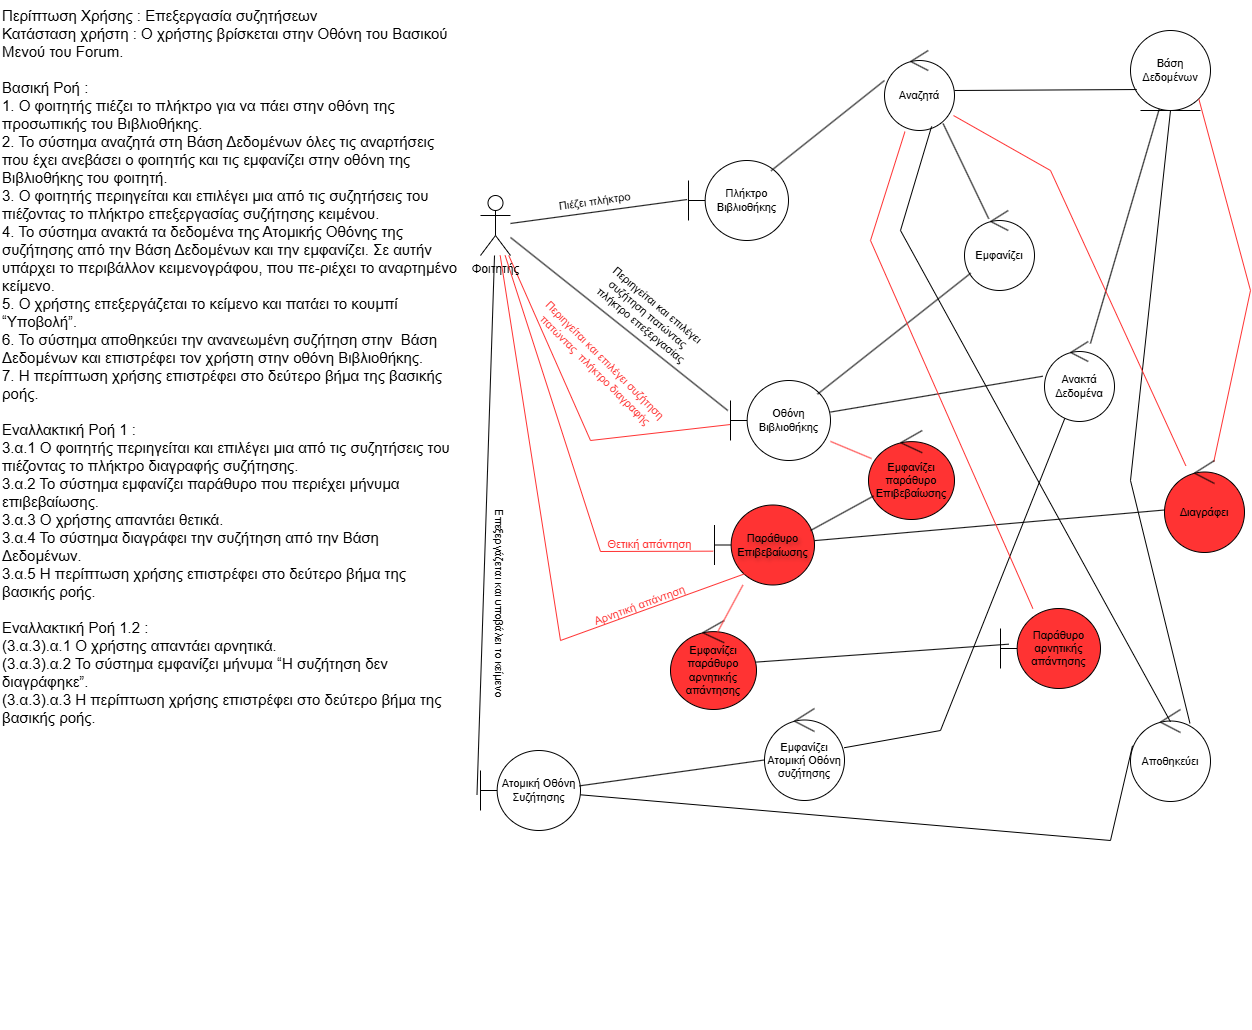 Περίπτωση Χρήσης : Επεξεργασία συζητήσεων
Κατάσταση χρήστη : Ο χρήστης βρίσκεται στην Οθόνη του Βασικού
Μενού του Forum.
Βασική Ροή :
1. Ο φοιτητής πιέζει το πλήκτρο για να πάει στην οθόνη της
προσωπικής του Βιβλιοθήκης.
2. Το σύστημα αναζητά στη Βάση Δεδομένων όλες τις αναρτήσεις
που έχει ανεβάσει ο φοιτητής και τις εμφανίζει στην οθόνη της
Βιβλιοθήκης του φοιτητή.
3. Ο φοιτητής περιηγείται και επιλέγει μια από τις συζητήσεις του
πιέζοντας το πλήκτρο επεξεργασίας συζήτησης κειμένου.
4. Το σύστημα ανακτά τα δεδομένα της Ατομικής Οθόνης της
συζήτησης από την Βάση Δεδομένων και την εμφανίζει. Σε αυτήν
υπάρχει το περιβάλλον κειμενογράφου, που πε-ριέχει το αναρτημένο
κείμενο.
5. Ο χρήστης επεξεργάζεται το κείμενο και πατάει το κουμπί
“Υποβολή”.
6. Το σύστημα αποθηκεύει την ανανεωμένη συζήτηση στην  Βάση
Δεδομένων και επιστρέφει τον χρήστη στην οθόνη Βιβλιοθήκης.
7. Η περίπτωση χρήσης επιστρέφει στο δεύτερο βήμα της βασικής
ροής.
Εναλλακτική Ροή 1 :
3.α.1 Ο φοιτητής περιηγείται και επιλέγει μια από τις συζητήσεις του
πιέζοντας το πλήκτρο διαγραφής συζήτησης.
3.α.2 Το σύστημα εμφανίζει παράθυρο που περιέχει μήνυμα
επιβεβαίωσης.
3.α.3 Ο χρήστης απαντάει θετικά.
3.α.4 Το σύστημα διαγράφει την συζήτηση από την Βάση
Δεδομένων.
3.α.5 Η περίπτωση χρήσης επιστρέφει στο δεύτερο βήμα της
βασικής ροής.
Εναλλακτική Ροή 1.2 :
(3.α.3).α.1 Ο χρήστης απαντάει αρνητικά.
(3.α.3).α.2 Το σύστημα εμφανίζει μήνυμα “Η συζήτηση δεν
διαγράφηκε”.
(3.α.3).α.3 Η περίπτωση χρήσης επιστρέφει στο δεύτερο βήμα της
βασικής ροής.
Φοιτητής
Πιέζει πλήκτρο
Πλήκτρο
Βιβλιοθήκης
Αναζητά
Βάση
Δεδομένων
Εμφανίζει
Περιηγείται και επιλέγει
συζήτηση πατώντας
πλήκτρο επεξεργασίας
Περιηγείται και επιλέγει συζήτηση
πατώντας  πλήκτρο διαγραφής
Οθόνη
Βιβλιοθήκης
Ανακτά
Δεδομένα
Εμφανίζει
παράθυρο
Επιβεβαίωσης
Διαγράφει
Θετική απάντηση
Παράθυρο
Επιβεβαίωσης
Αρνητική απάντηση
Επεξεργάζεται και υποβάλει το κείμενο
Εμφανίζει
παράθυρο
αρνητικής
απάντησης
Παράθυρο
αρνητικής
απάντησης
Εμφανίζει
Ατομική Οθόνη
συζήτησης
Αποθηκεύει
Ατομική Οθόνη
Συζήτησης